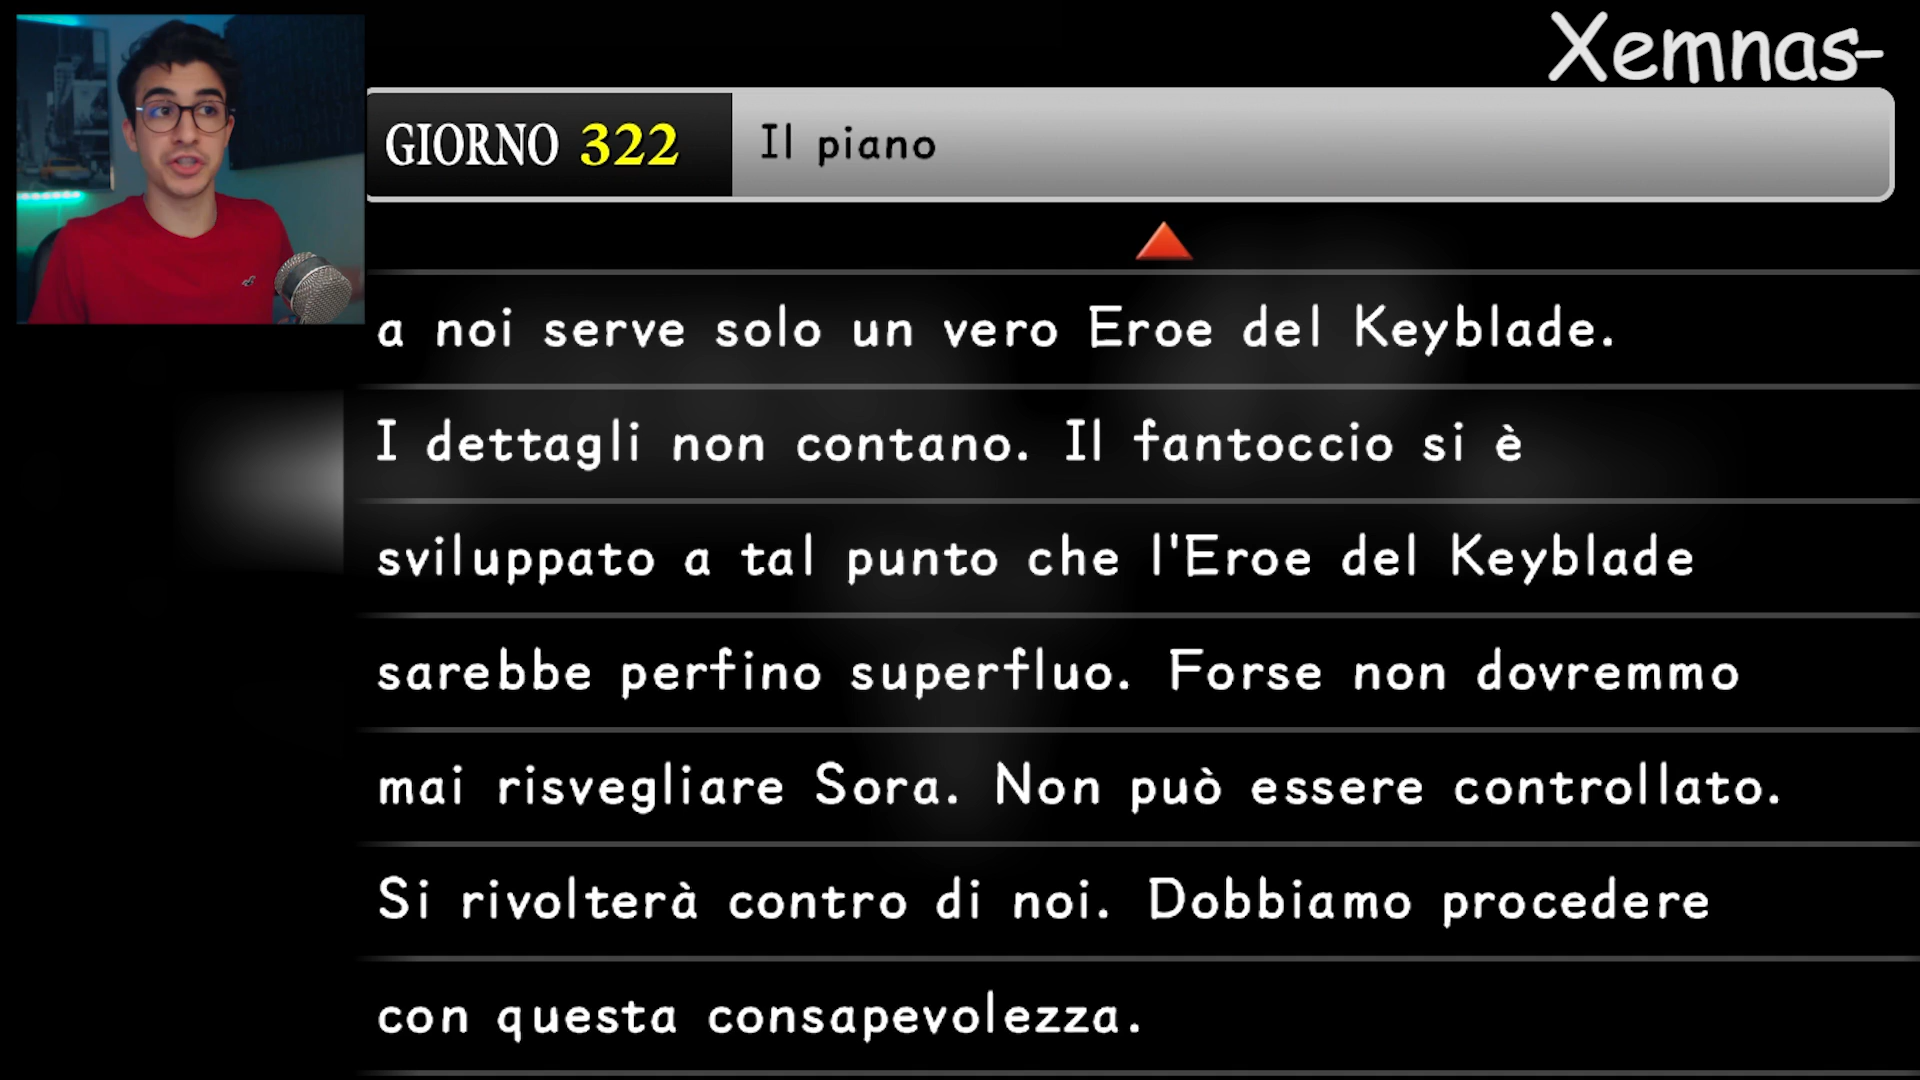 Xemnas-
GIORNO 322 Il piano
a noi serve solo un vero Eroe del Keyblade.
I dettagli non contano. Il fantoccio si è
sviluppato a tal punto che l'Eroe del Keyblade
sarebbe perfino superfluo. Forse non dovremmo
mai risvegliare Sora. Non può essere controllato.
Si rivolterà contro di noi. Dobbiamo procedere
con questa consapevolezza.